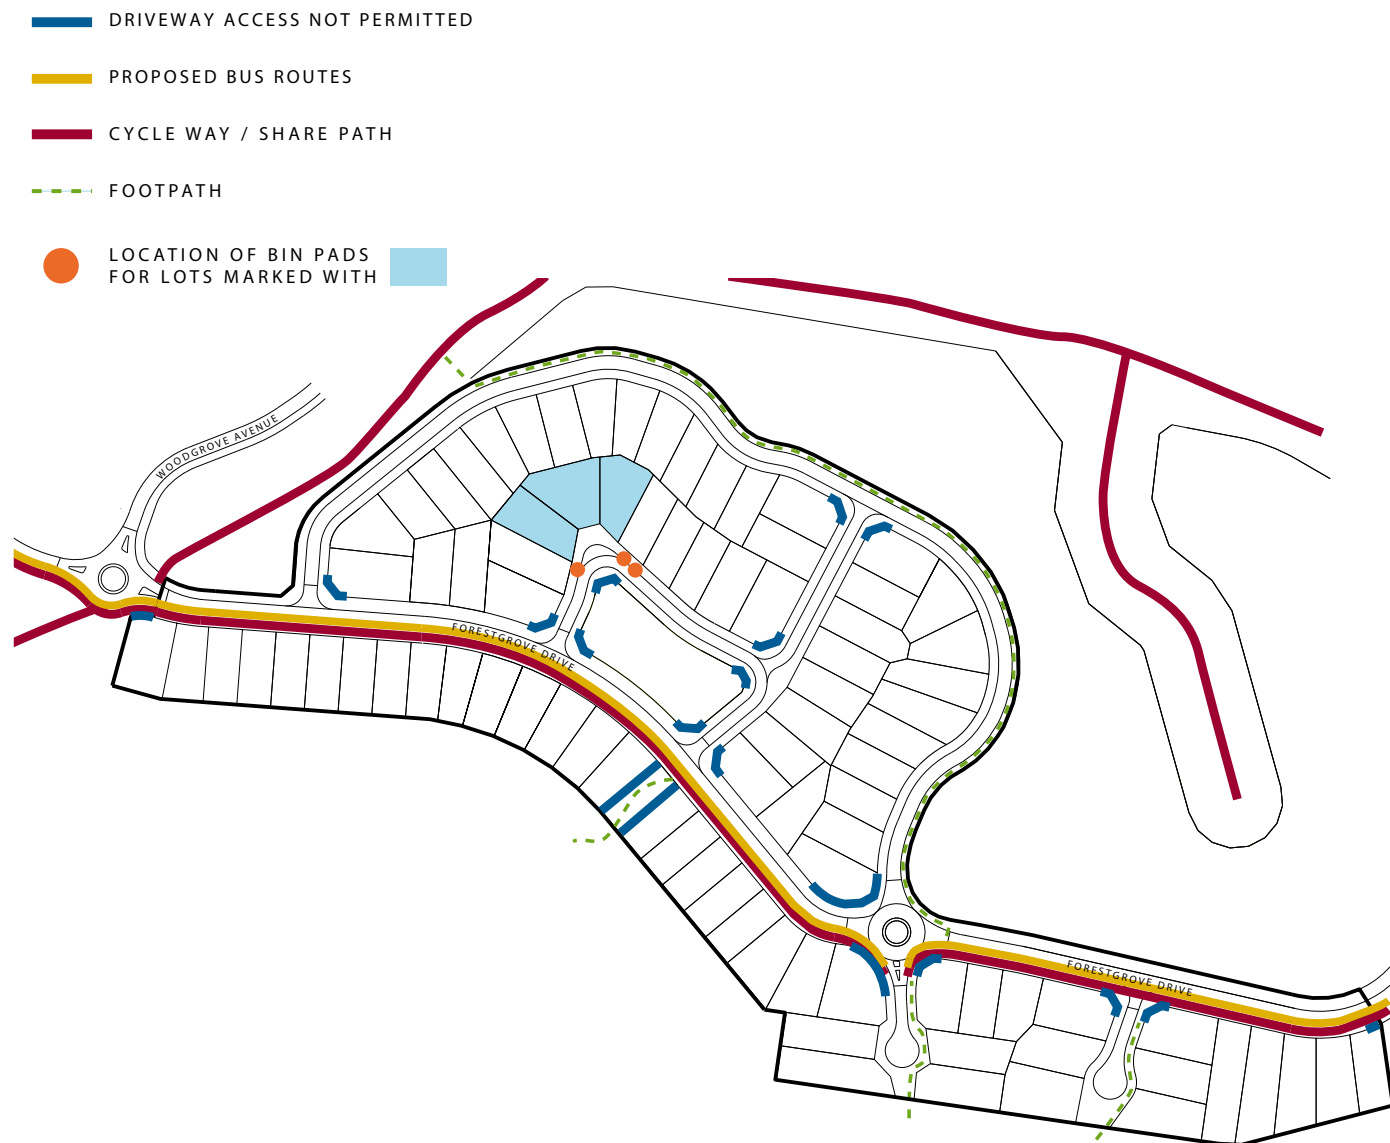 DRIVEWAY ACCESS NOT PERMITTED
PROPOSED BUS ROUTES
CYCLE WAY / SHARE PATH
FOOTPATH
LOCATION OF BIN PADS
FOR LOTS MARKED WITH
WOODGROVE AVENUE
FORESTGROVE DRIVE
FORESTGROVE DRIVE